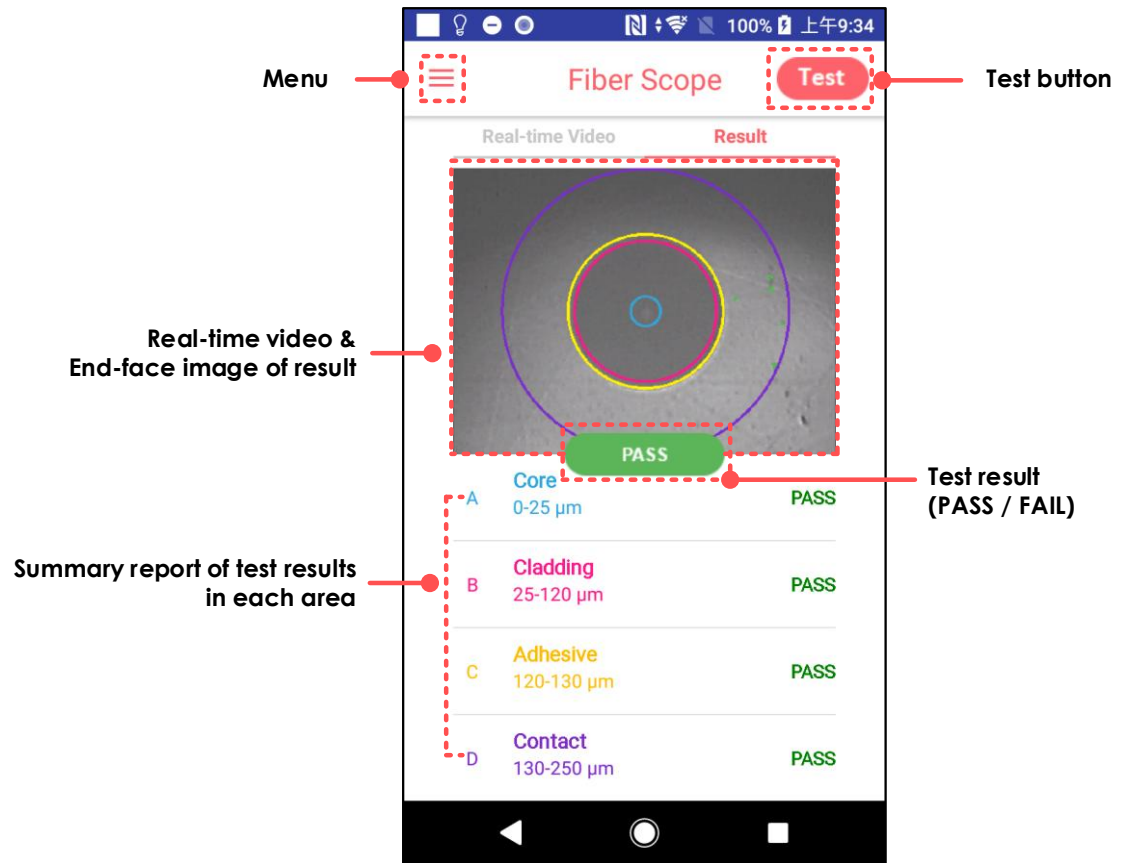 100% 上午9:34
Menu
Fiber Scope
Test
Test button
Real-time Video
Result
Real-time video &
End-face image of result
PASS
Test result
(PASS / FAIL)
Summary report of test results
in each area
A
Core
0-25 µm
PASS
B
Cladding
25-120 µm
PASS
C
Adhesive
120-130 µm
PASS
D
Contact
130-250 µm
PASS